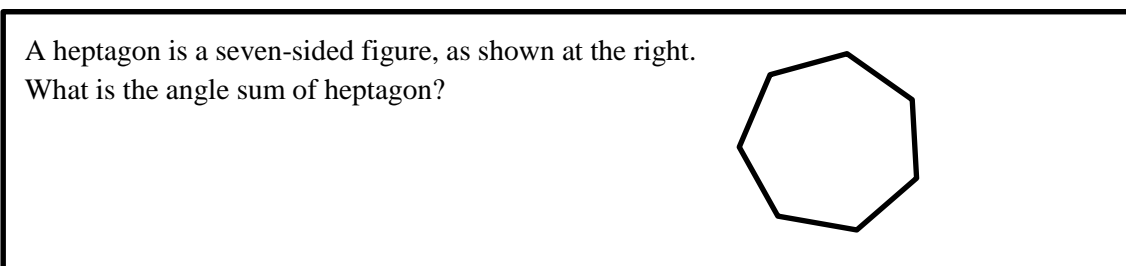 A heptagon is a seven-sided figure, as shown at the right.
What is the angle sum of heptagon?